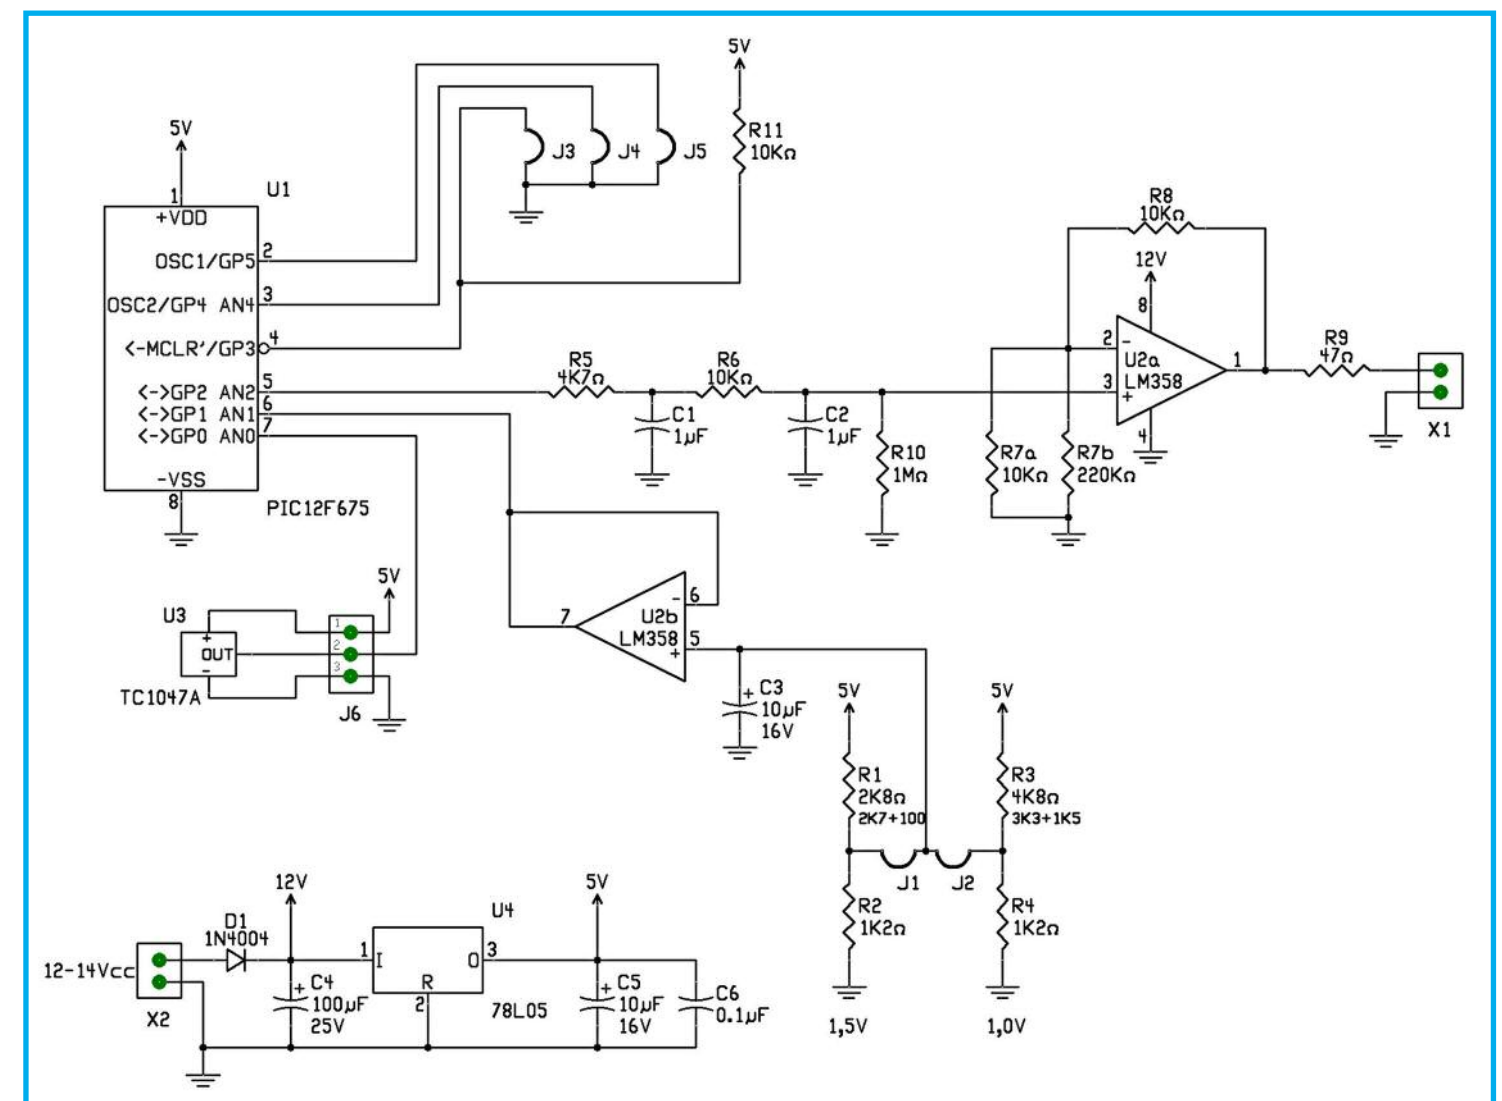 5V
R11
10KΩ
J3
J4
J5
5V
U1
1
+VDD
OSC1/GP5
2
OSC2/GP4 AN4
3
<-MCLR'/GP3
4
<->GP2 AN2
5
<->GP1 AN1
6
<->GP0 AN0
7
-VSS
8
PIC12F675
R5
4K7Ω
R6
10KΩ
C1
1µF
C2
1µF
R10
1MΩ
R8
10KΩ
12V
8
2
-
U2a
LM358
3
+
1
4
R9
47Ω
X1
R7a
10KΩ
R7b
220KΩ
5V
U3
+
OUT
-
TC1047A
1
2
3
J6
7
-
6
U2b
LM358
5
+
+
C3
10µF
16V
5V
5V
R1
2K8Ω
2K7+100
R3
4K8Ω
3K3+1K5
J1
J2
R2
1K2Ω
R4
1K2Ω
1,5V
1,0V
12V
5V
D1
1N4004
U4
12-14Vcc
X2
1
I
O
3
R
2
78L05
+
C4
100µF
25V
+
C5
10µF
16V
C6
0.1µF